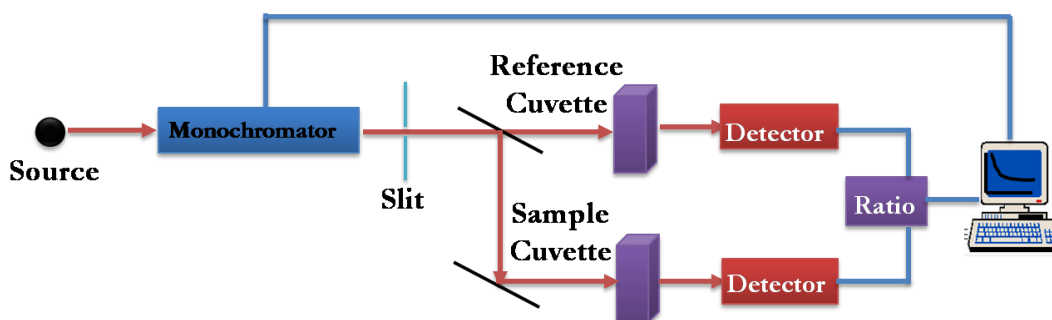 Reference
Cuvette
Monochromator
Detector
Source
Slit
Sample
Cuvette
Ratio
Detector